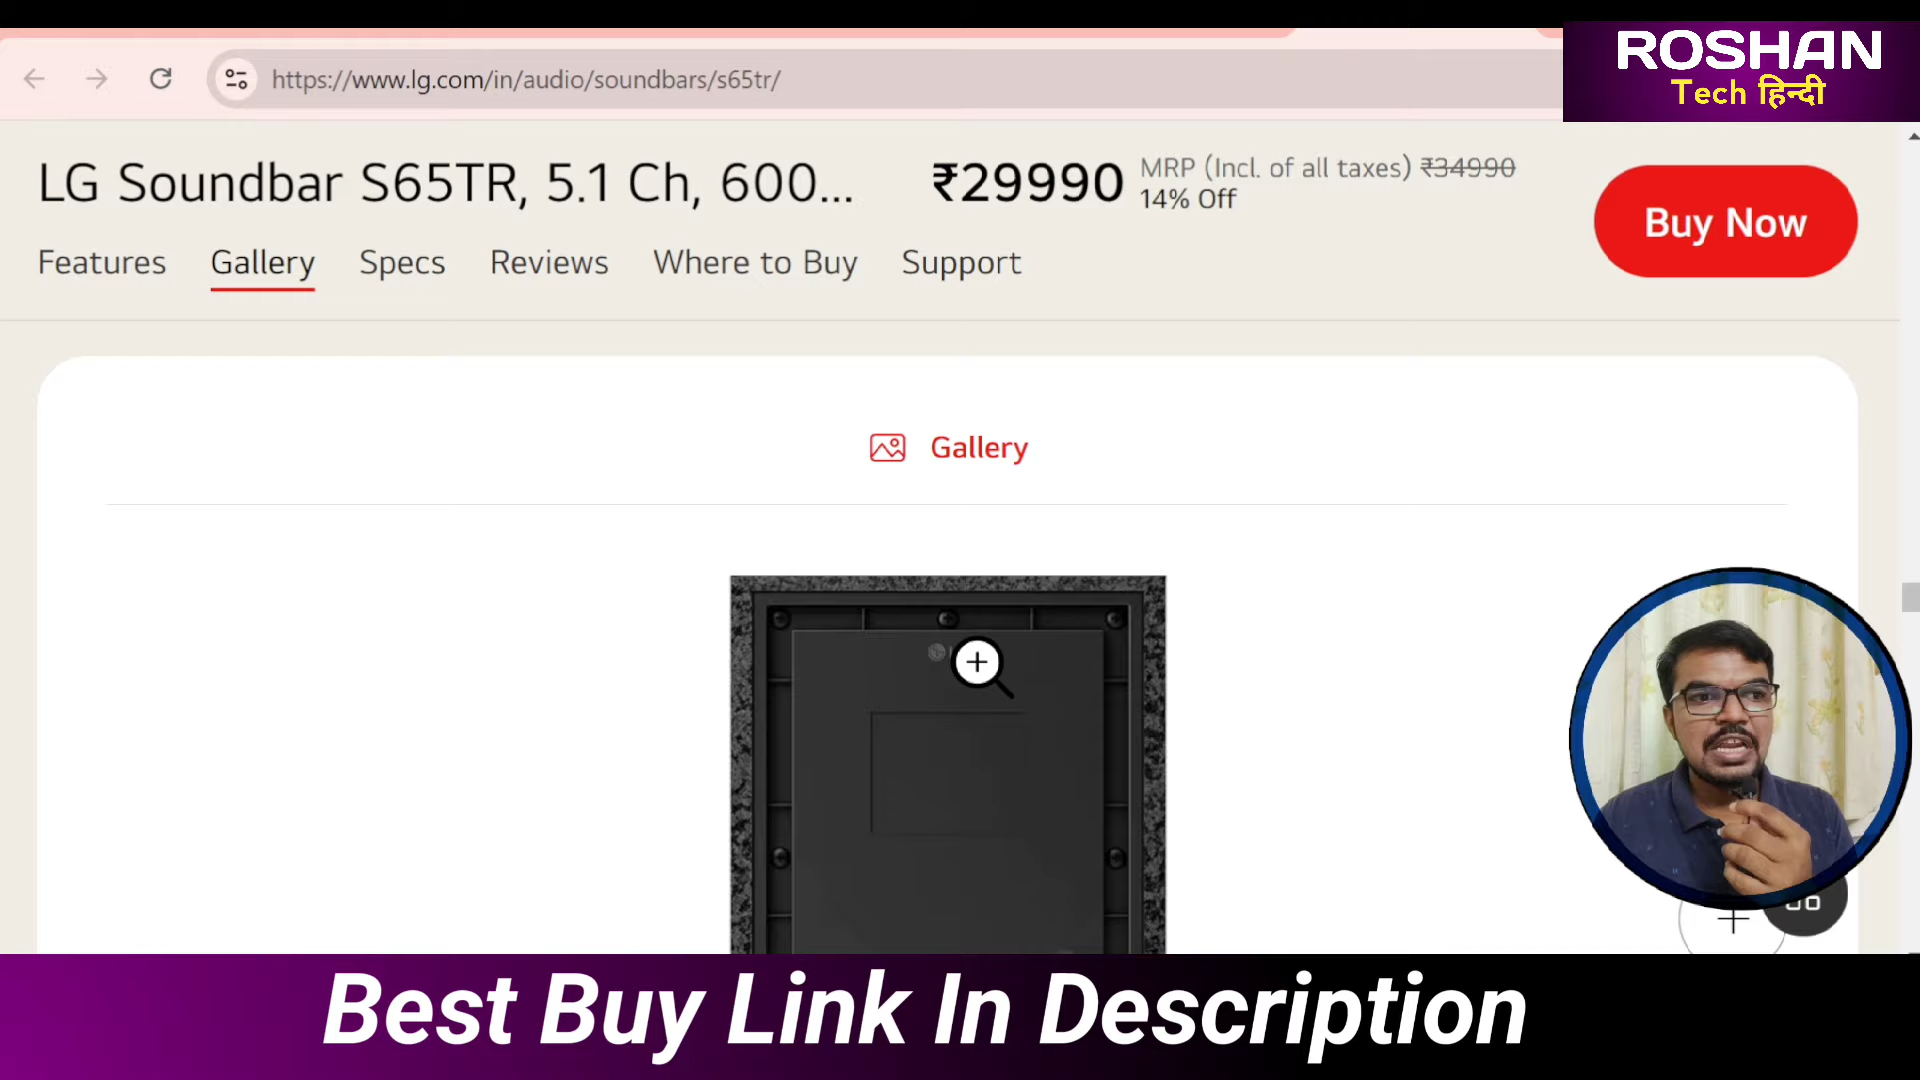 ROSHAN
Tech हिन्दी
https://www.lg.com/in/audio/soundbars/s65tr/
LG Soundbar S65TR, 5.1 Ch, 600...
₹29990
MRP (Incl. of all taxes) ₹34990
14% Off
Buy Now
Features Gallery Specs Reviews Where to Buy Support
Gallery
Best Buy Link In Description